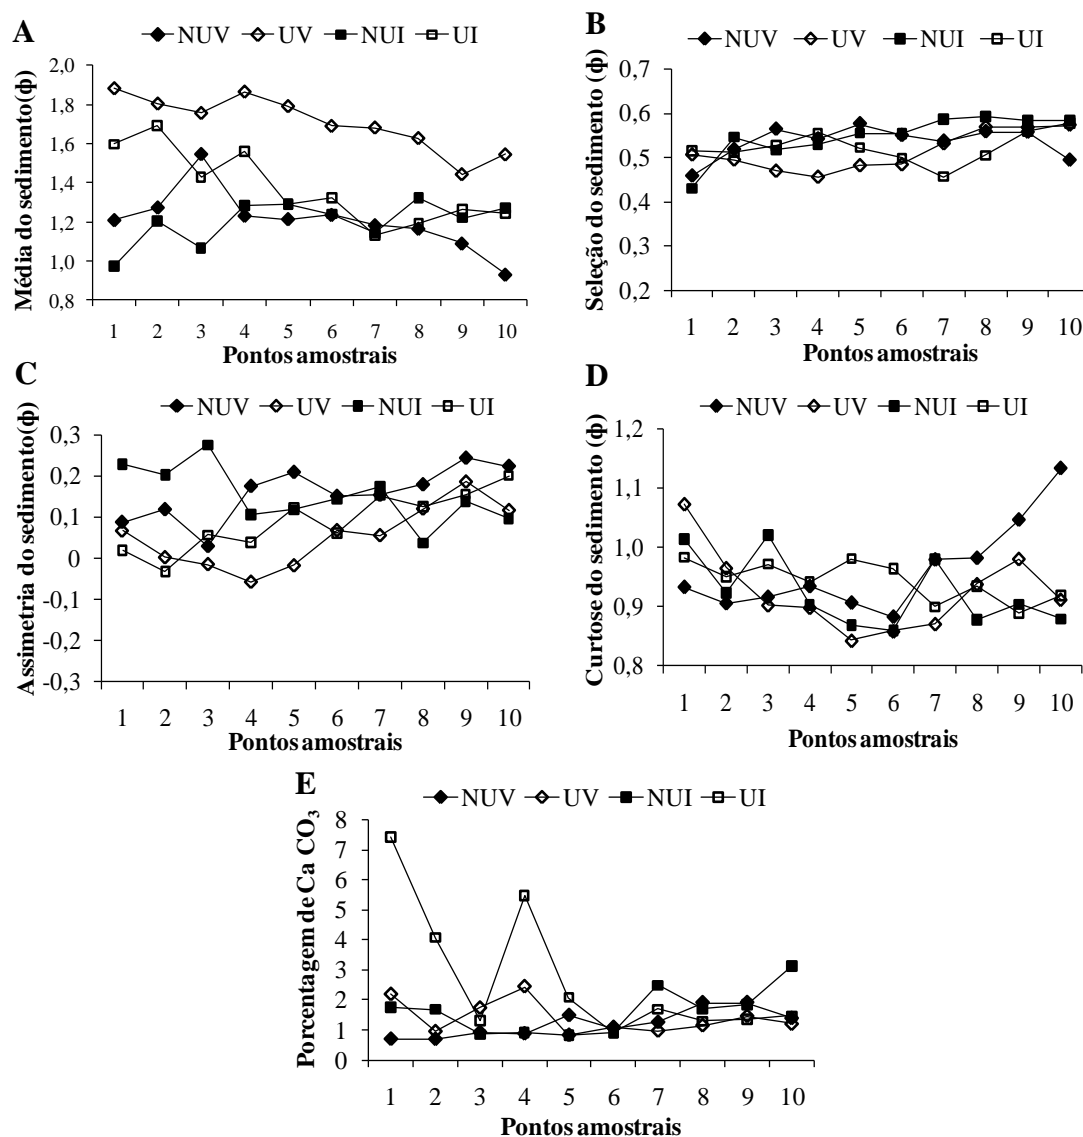 A
NUV UV NUI UI
Média do sedimento(ϕ)
2,0
1,8
1,6
1,4
1,2
1,0
0,8
1 2 3 4 5 6 7 8 9 10
Pontos amostrais
B
NUV UV NUI UI
Seleção do sedimento (ϕ)
0,7
0,6
0,5
0,4
0,3
0,2
1 2 3 4 5 6 7 8 9 10
Pontos amostrais
C
NUV UV NUI UI
Assimetria do sedimento(ϕ)
0,3
0,2
0,1
0
-0,1
-0,2
-0,3
1 2 3 4 5 6 7 8 9 10
Pontos amostrais
D
NUV UV NUI UI
Curtose do sedimento (ϕ)
1,2
1,1
1,0
0,9
0,8
1 2 3 4 5 6 7 8 9 10
Pontos amostrais
E
NUV UV NUI UI
Porcentagem de Ca CO₃
8
7
6
5
4
3
2
1
0
1 2 3 4 5 6 7 8 9 10
Pontos amostrais